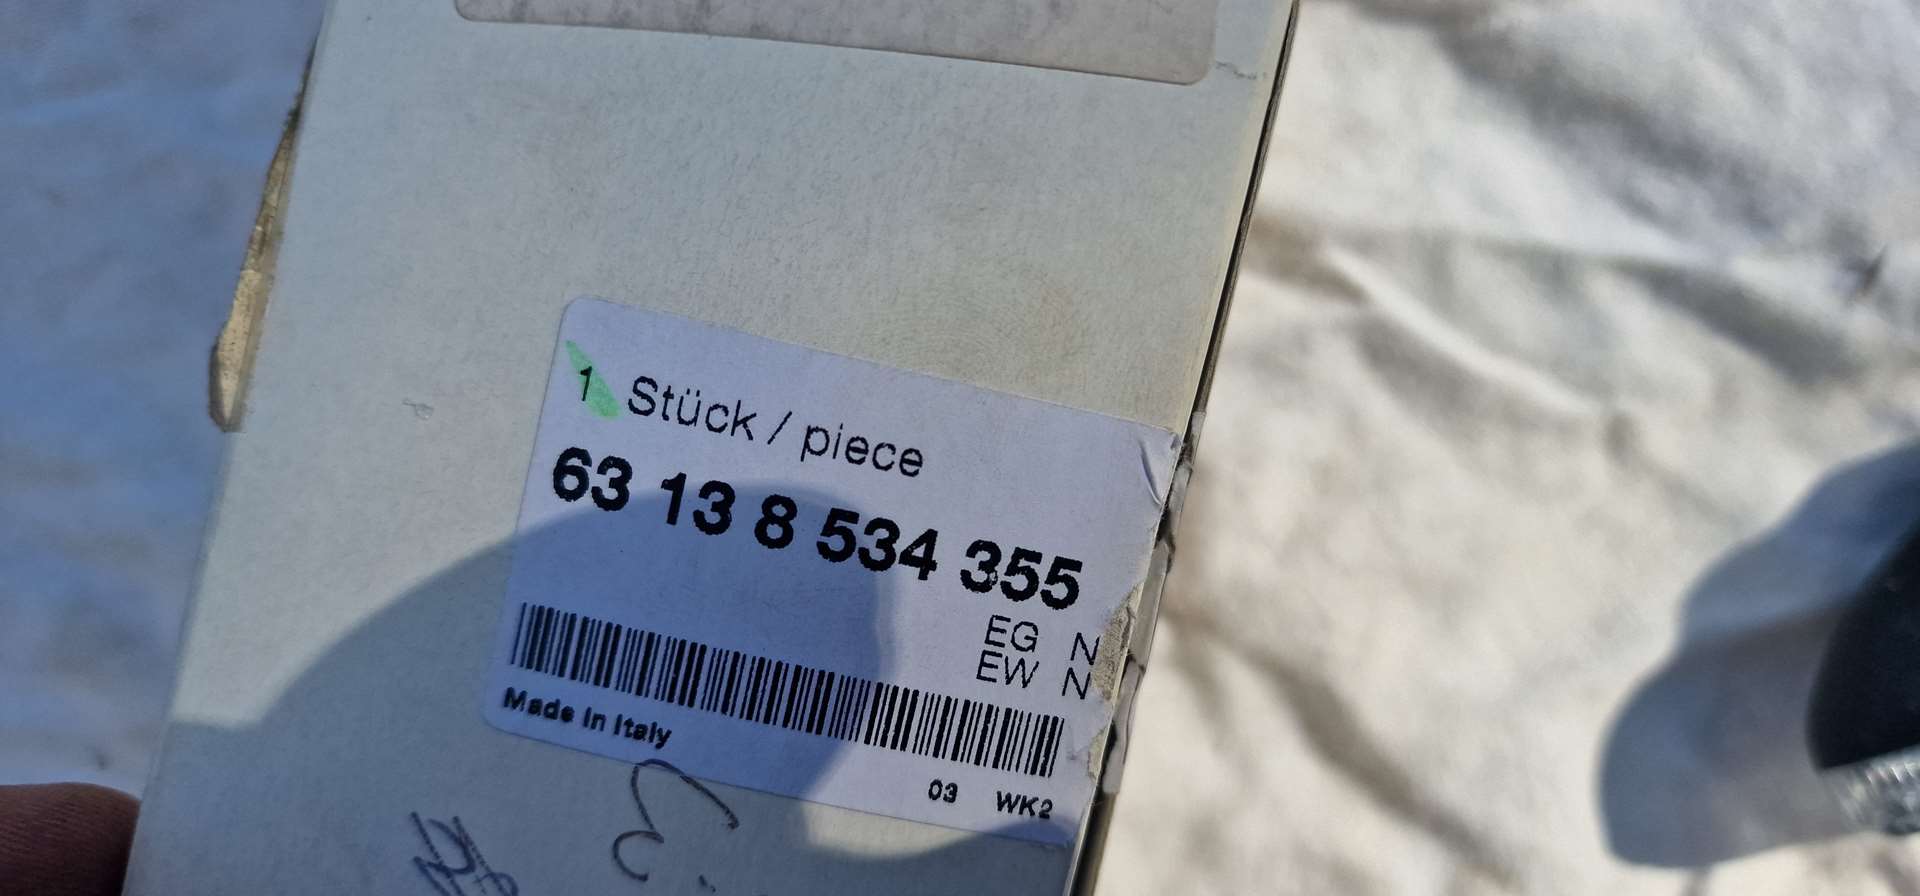 1 Stück / piece
63 13 8 534 355
EG N
EW N
Made in Italy
03 WK2